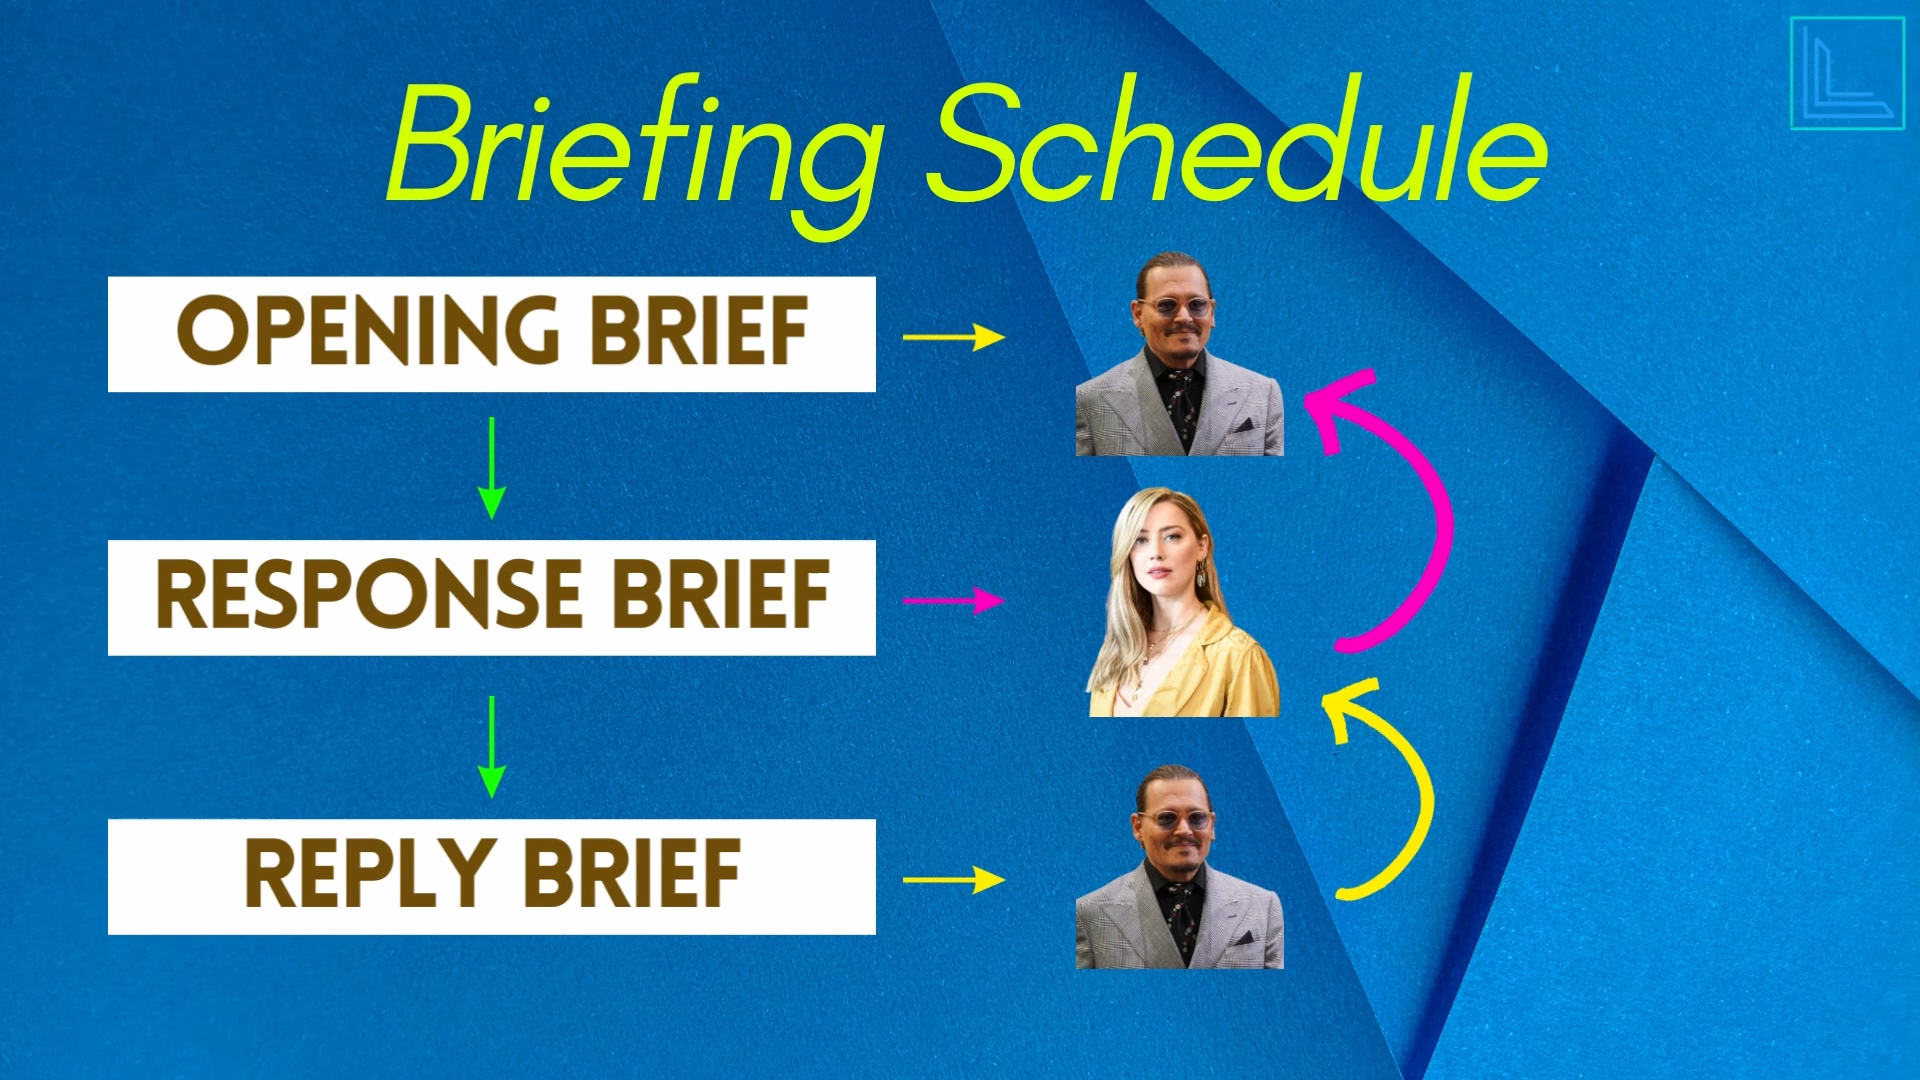 Briefing Schedule
OPENING BRIEF
RESPONSE BRIEF
REPLY BRIEF